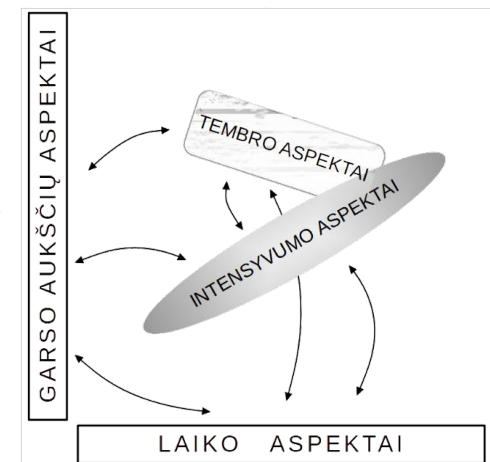 GARSO AUKŠČIŲ ASPEKTAI
TEMBRO ASPEKTAI
INTENSYVUMO ASPEKTAI
LAIKO ASPEKTAI